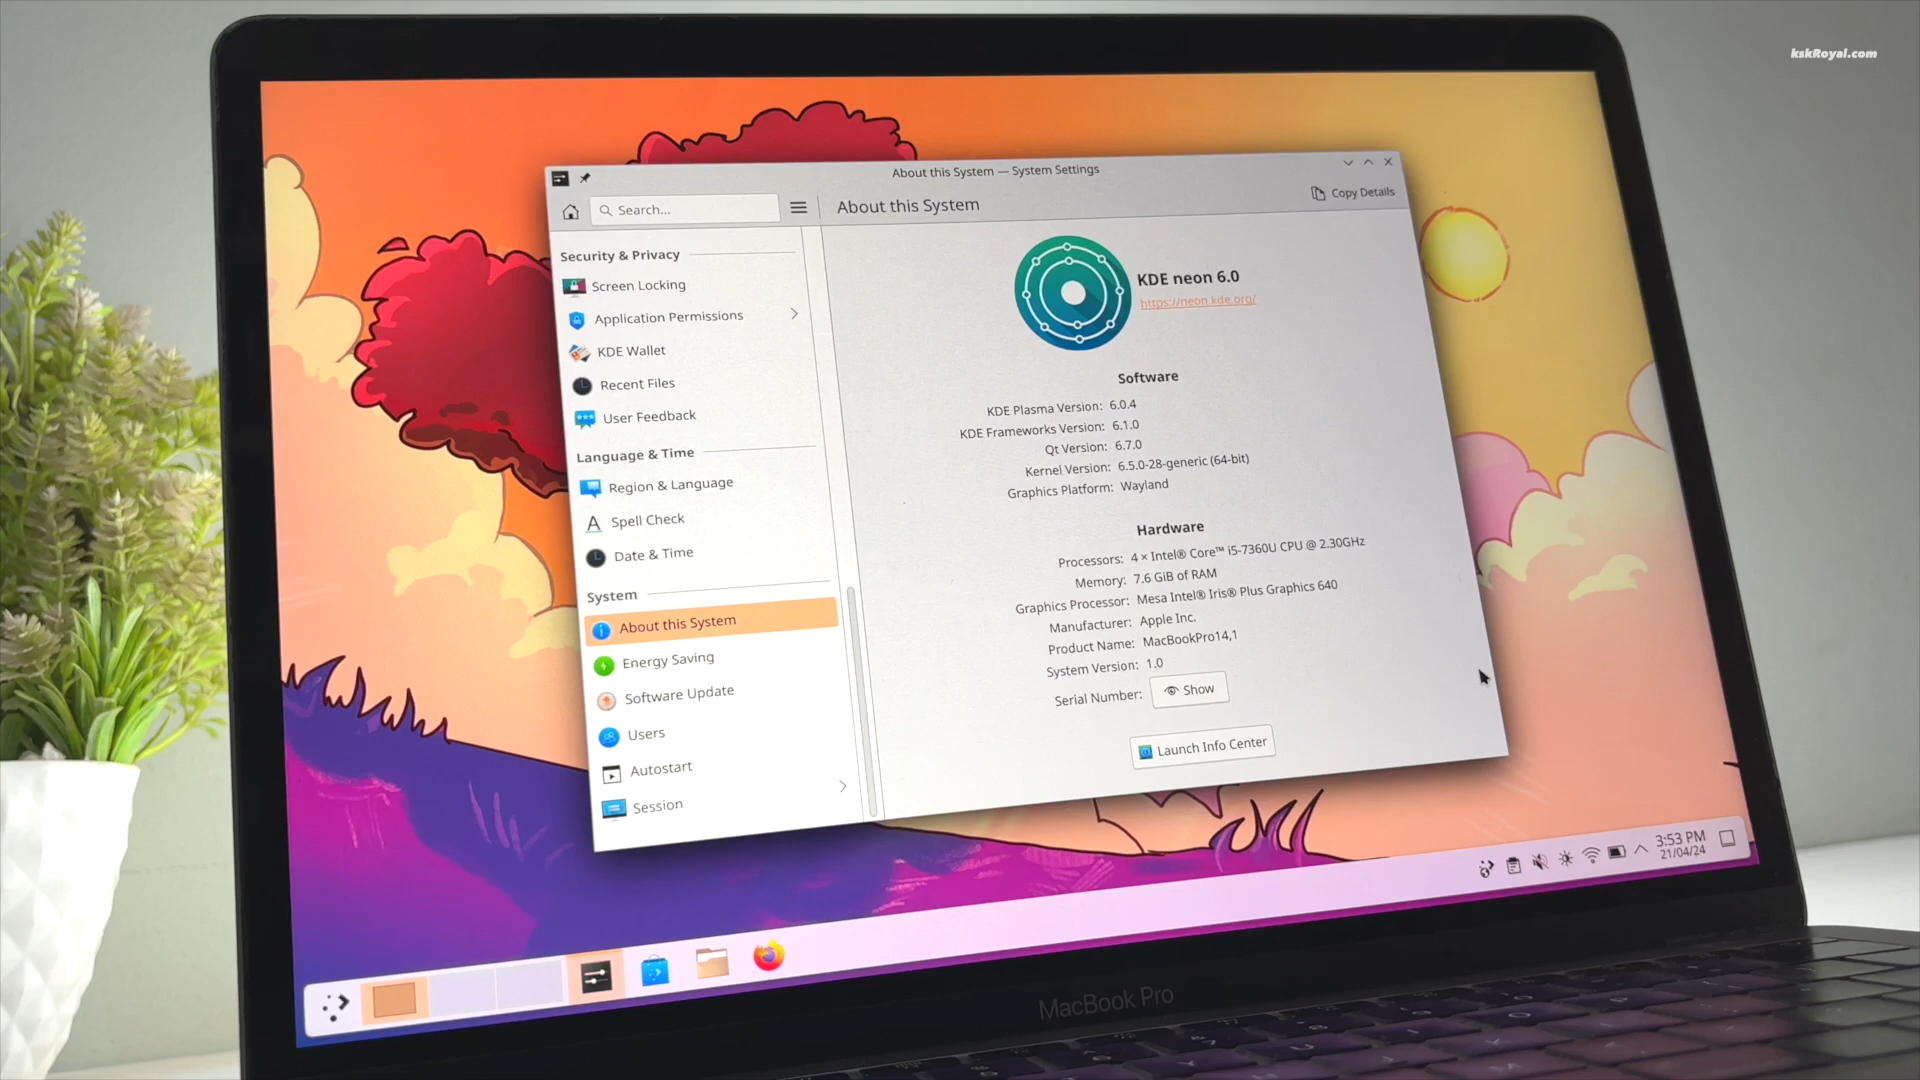 kskRoyal.com
About this System — System Settings
Search...
About this System
Copy Details
Security & Privacy
Screen Locking
Application Permissions
KDE Wallet
Recent Files
User Feedback
Language & Time
Region & Language
Spell Check
Date & Time
System
About this System
Energy Saving
Software Update
Users
Autostart
Session
KDE neon 6.0
https://neon.kde.org/
Software
KDE Plasma Version: 6.0.4
KDE Frameworks Version: 6.1.0
Qt Version: 6.7.0
Kernel Version: 6.5.0-28-generic (64-bit)
Graphics Platform: Wayland
Hardware
Processors: 4 × Intel® Core™ i5-7360U CPU @ 2.30GHz
Memory: 7.6 GiB of RAM
Graphics Processor: Mesa Intel® Iris® Plus Graphics 640
Manufacturer: Apple Inc.
Product Name: MacBookPro14,1
System Version: 1.0
Serial Number: Show
Launch Info Center
3:53 PM
21/04/24
MacBook Pro